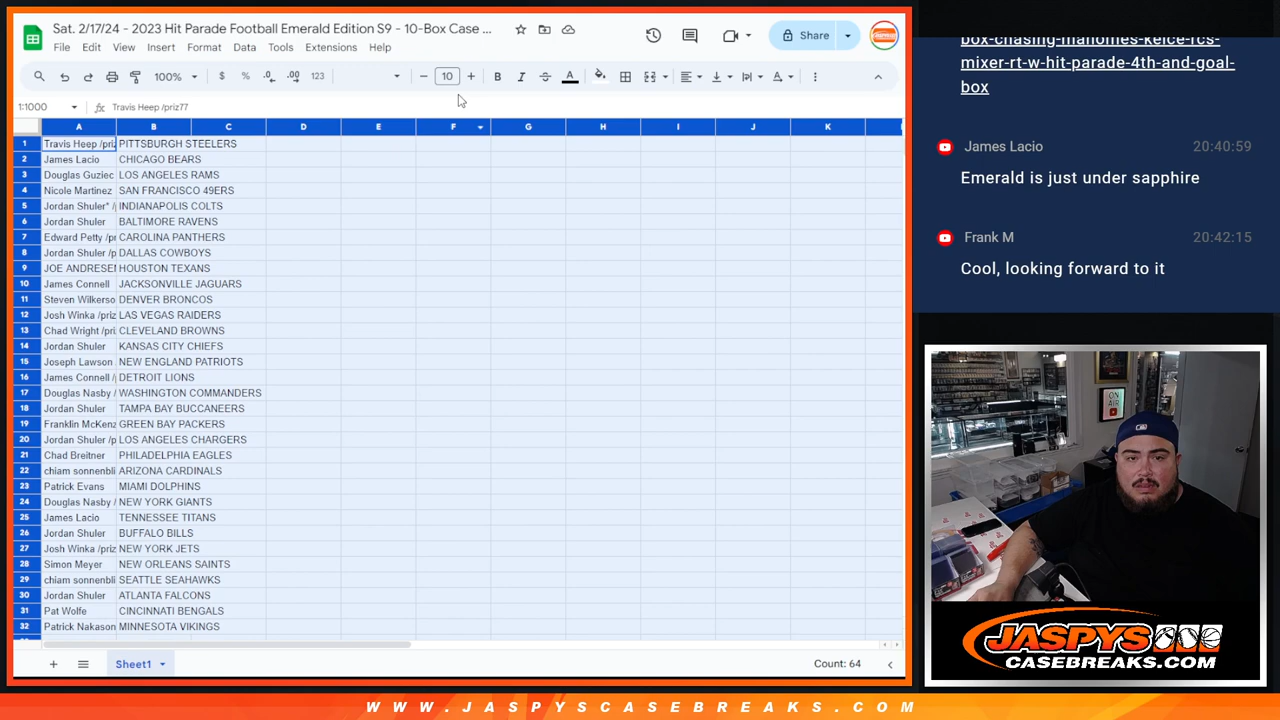 Sat. 2/17/24 - 2023 Hit Parade Football Emerald Edition S9 - 10-Box Case ...
Share
File Edit View Insert Format Data Tools Extensions Help
100% $ % .0 .00 123 10 B I S A
1:1000 fx Travis Heep /priz77
A B C D E F G H I J K
1 Travis Heep /priz PITTSBURGH STEELERS
2 James Lacio CHICAGO BEARS
3 Douglas Guziec LOS ANGELES RAMS
4 Nicole Martinez SAN FRANCISCO 49ERS
5 Jordan Shuler* / INDIANAPOLIS COLTS
6 Jordan Shuler BALTIMORE RAVENS
7 Edward Petty /pr CAROLINA PANTHERS
8 Jordan Shuler /p DALLAS COWBOYS
9 JOE ANDRESEN HOUSTON TEXANS
10 James Connell JACKSONVILLE JAGUARS
11 Steven Wilkerso DENVER BRONCOS
12 Josh Winka /priz LAS VEGAS RAIDERS
13 Chad Wright /pri CLEVELAND BROWNS
14 Jordan Shuler KANSAS CITY CHIEFS
15 Joseph Lawson NEW ENGLAND PATRIOTS
16 James Connell / DETROIT LIONS
17 Douglas Nasby / WASHINGTON COMMANDERS
18 Jordan Shuler TAMPA BAY BUCCANEERS
19 Franklin McKenz GREEN BAY PACKERS
20 Jordan Shuler /p LOS ANGELES CHARGERS
21 Chad Breitner PHILADELPHIA EAGLES
22 chiam sonnenbli ARIZONA CARDINALS
23 Patrick Evans MIAMI DOLPHINS
24 Douglas Nasby / NEW YORK GIANTS
25 James Lacio TENNESSEE TITANS
26 Jordan Shuler BUFFALO BILLS
27 Josh Winka /priz NEW YORK JETS
28 Simon Meyer NEW ORLEANS SAINTS
29 chiam sonnenbli SEATTLE SEAHAWKS
30 Jordan Shuler ATLANTA FALCONS
31 Pat Wolfe CINCINNATI BENGALS
32 Patrick Nakason MINNESOTA VIKINGS
Sheet1 Count: 64
box-chasing-mahomes-kelce-rcs-
mixer-rt-w-hit-parade-4th-and-goal-
box
James Lacio 20:40:59
Emerald is just under sapphire
Frank M 20:42:15
Cool, looking forward to it
ON
AIR
JASPYS
CASEBREAKS.COM
WWW.JASPYSCASEBREAKS.COM